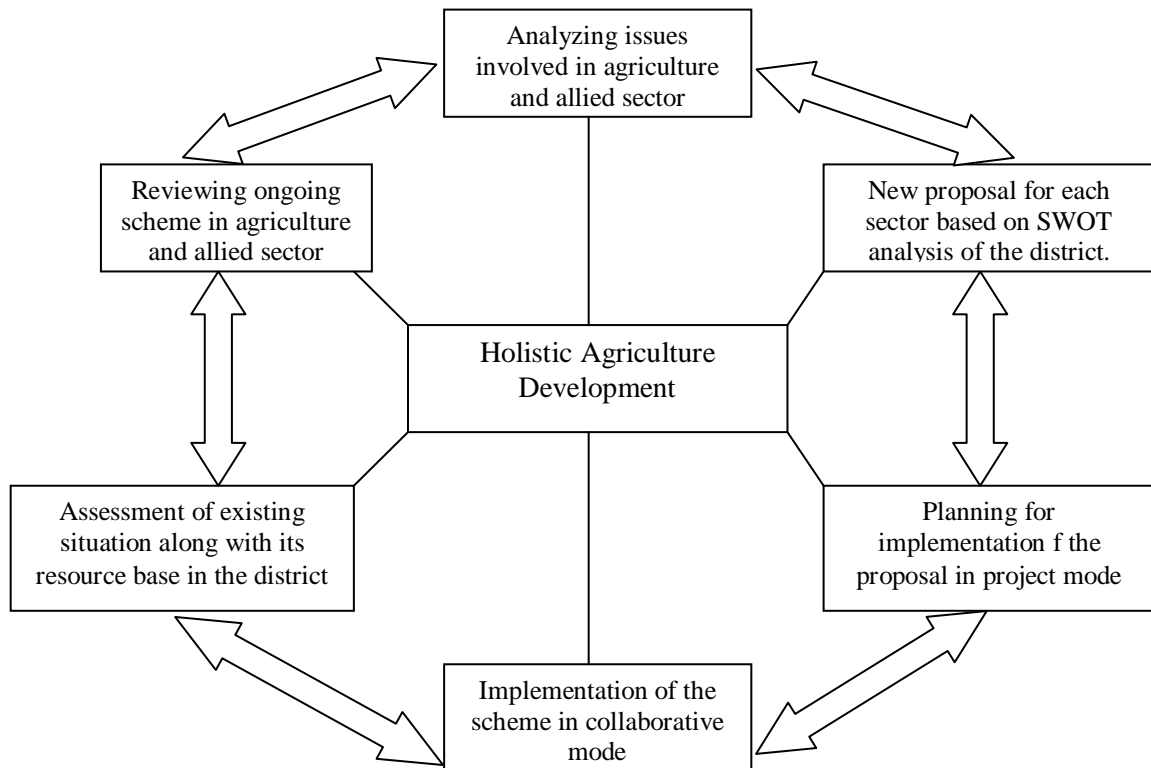 Analyzing issues
involved in agriculture
and allied sector
Reviewing ongoing
scheme in agriculture
and allied sector
New proposal for each
sector based on SWOT
analysis of the district.
Holistic Agriculture
Development
Assessment of existing
situation along with its
resource base in the district
Planning for
implementation f the
proposal in project mode
Implementation of the
scheme in collaborative
mode